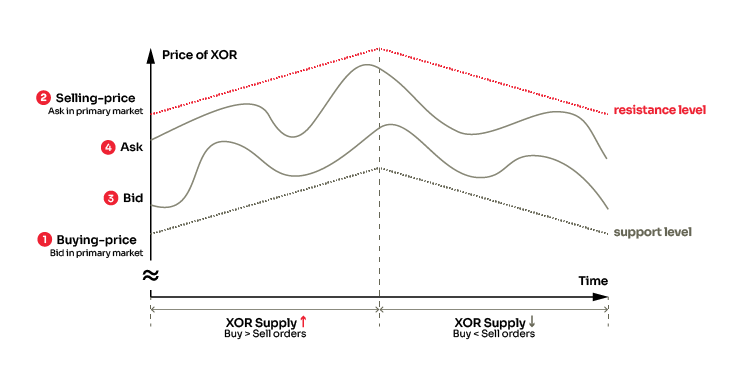 Price of XOR
2 Selling-price
Ask in primary market
resistance level
4 Ask
3 Bid
1 Buying-price
Bid in primary market
support level
≈
Time
XOR Supply ↑
Buy > Sell orders
XOR Supply ↓
Buy < Sell orders